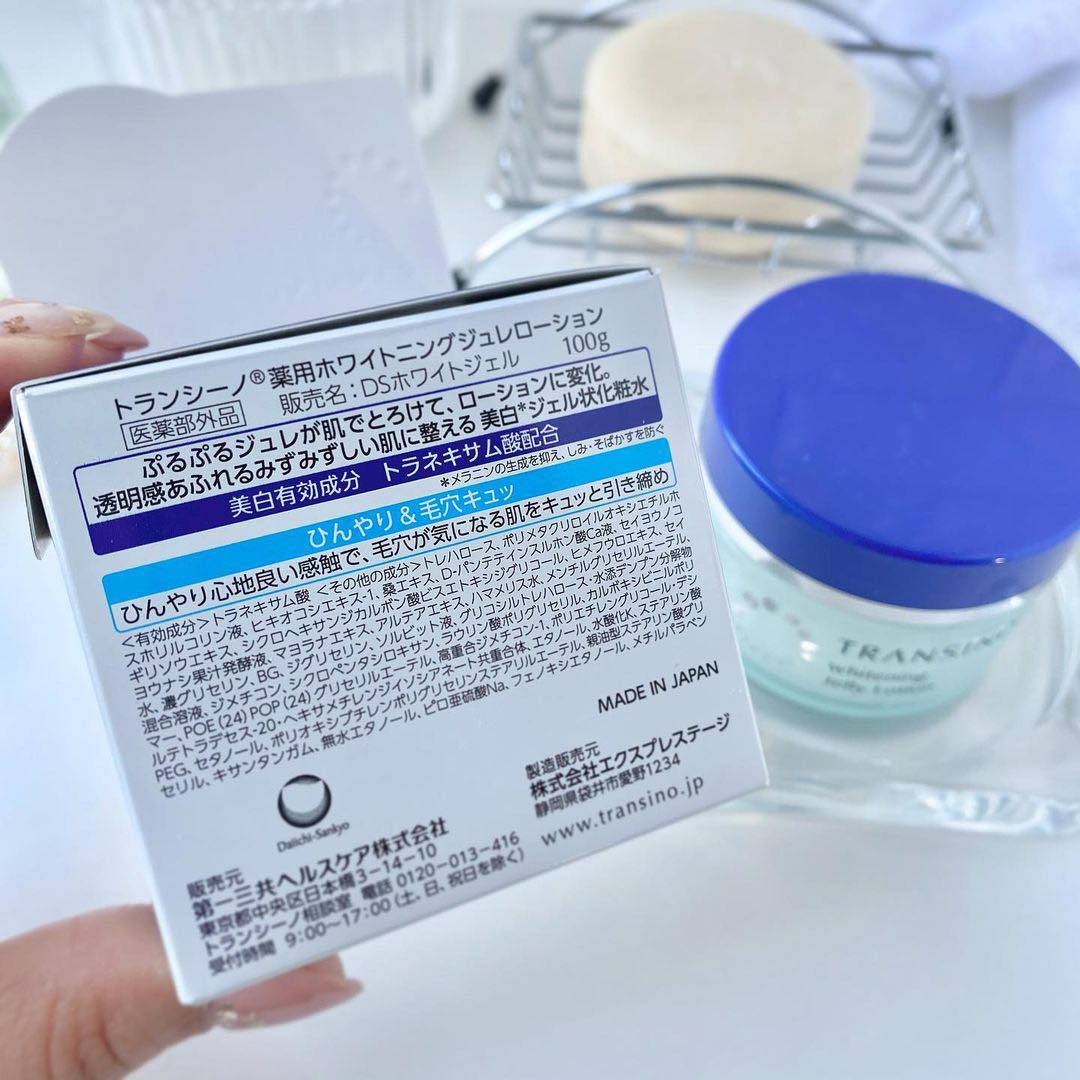 トランシーノ®薬用ホワイトニングジュレローション
医薬部外品 販売名:DSホワイトジェル 100g
ぷるぷるジュレが肌でとろけて、ローションに変化。
透明感あふれるみずみずしい肌に整える 美白*ジェル状化粧水
美白有効成分 トラネキサム酸配合
*メラニンの生成を抑え、しみ・そばかすを防ぐ
ひんやり&毛穴キュッ
ひんやり心地良い感触で、毛穴が気になる肌をキュッと引き締め
<有効成分>トラネキサム酸 <その他の成分>トレハロース、ポリメタクリロイルオキシエチルホ
スホリルコリン液、ヒキオコシエキス-1、桑エキス、D-パンテテインスルホン酸Ca液、セイヨウノコ
ギリソウエキス、シクロヘキサンジカルボン酸ビスエトキシジグリコール、ヒメフウロエキス、セイ
ヨウナシ果汁発酵液、マヨラナエキス、アルテアエキス、ハマメリス水、メンチルグリセリルエーテル、
水、濃グリセリン、BG、ジグリセリン、ソルビット液、グリコシルトレハロース・水添デンプン分解物
混合溶液、ジメチコン、シクロペンタシロキサン、ラウリン酸ポリグリセリル、カルボキシビニルポリ
マー、POE(24)POP(24)グリセリルエーテル、高重合ジメチコン-1、ポリエチレングリコール・デシ
ルテトラデセス-20・ヘキサメチレンジイソシアネート共重合体、エタノール、水酸化K、ステアリン酸
PEG、セタノール、ポリオキシブチレンポリグリセリンステアリルエーテル、親油型ステアリン酸グリ
セリル、キサンタンガム、無水エタノール、ピロ亜硫酸Na、フェノキシエタノール、メチルパラベン
MADE IN JAPAN
Daiichi-Sankyo
製造販売元
株式会社エクスプレステージ
静岡県袋井市愛野1234
www.transino.jp
販売元
第一三共ヘルスケア株式会社
東京都中央区日本橋3-14-10
トランシーノ相談室 電話 0120-013-416
受付時間 9:00~17:00(土、日、祝日を除く)
TRANSINO
Whitening
Jelly Lotion